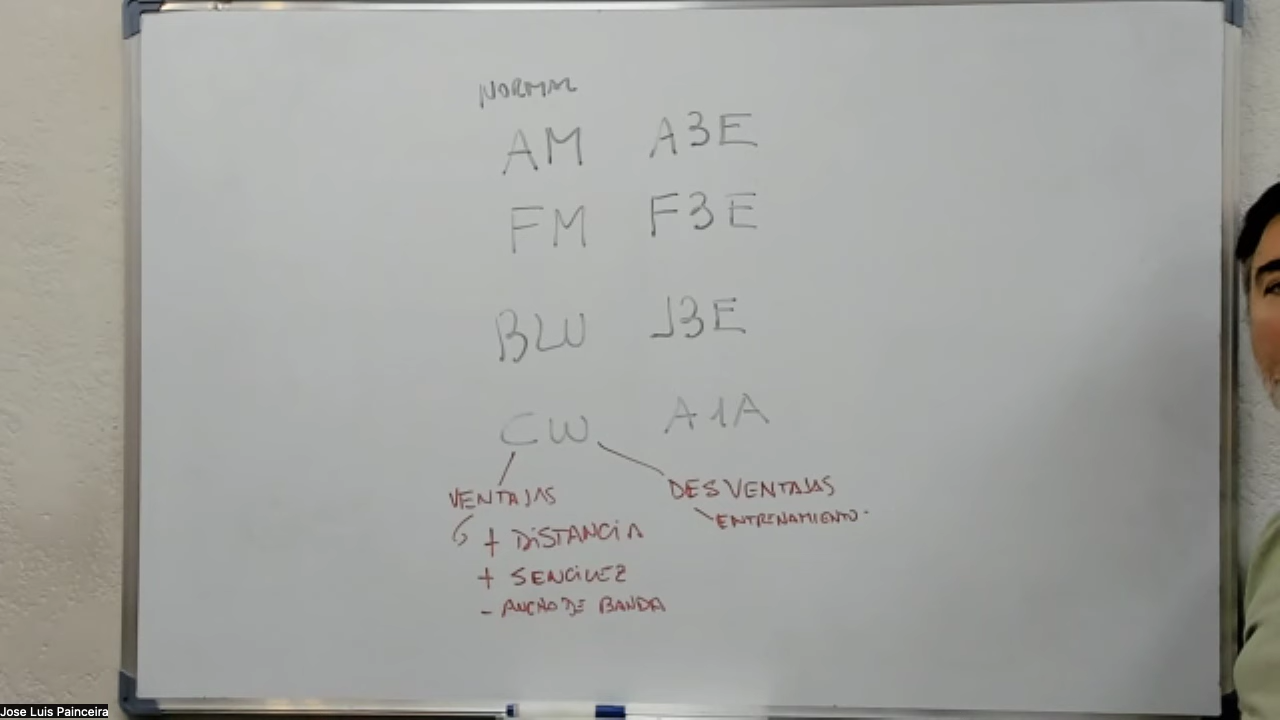 NORMAL
AM A3E
FM F3E
BLU J3E
CW A1A
VENTAJAS DESVENTAJAS
ENTRENAMIENTO
+ DISTANCIA
+ SENCILLEZ
- ANCHO DE BANDA
Jose Luis Painceira